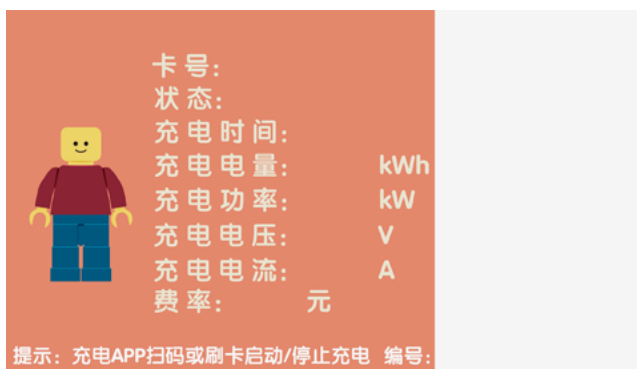 卡号:
状态:
充电时间:
充电电量: kWh
充电功率: kW
充电电压: V
充电电流: A
费率: 元
提示: 充电APP扫码或刷卡启动/停止充电 编号: